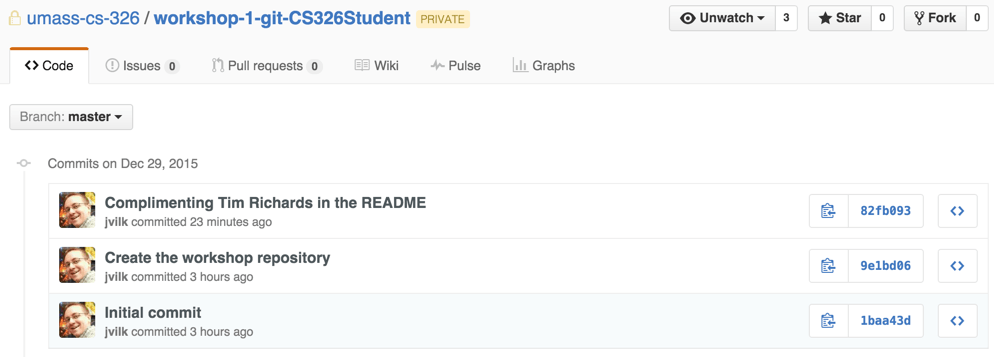 umass-cs-326 / workshop-1-git-CS326Student PRIVATE Unwatch 3 Star 0 Fork 0
Code Issues 0 Pull requests 0 Wiki Pulse Graphs
Branch: master
Commits on Dec 29, 2015
Complimenting Tim Richards in the README
jvilk committed 23 minutes ago
82fb093
Create the workshop repository
jvilk committed 3 hours ago
9e1bd06
Initial commit
jvilk committed 3 hours ago
1baa43d